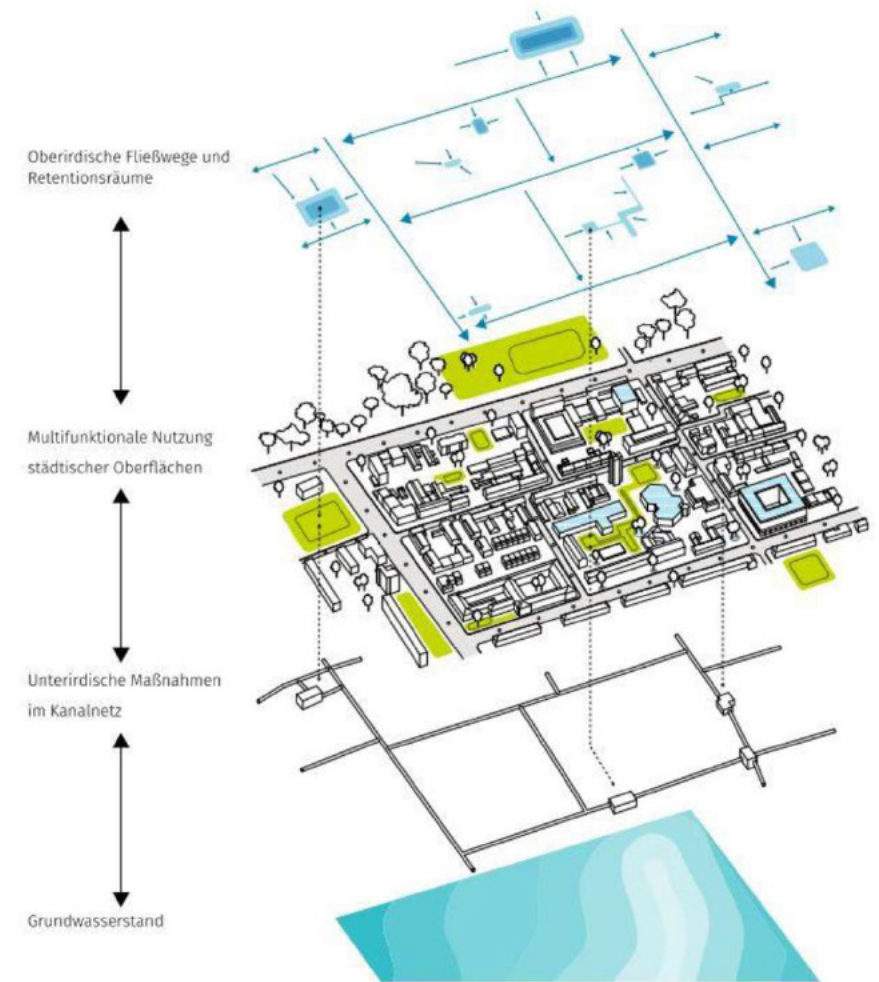 Oberirdische Fließwege und
Retentionsräume
Multifunktionale Nutzung
städtischer Oberflächen
Unterirdische Maßnahmen
im Kanalnetz
Grundwasserstand